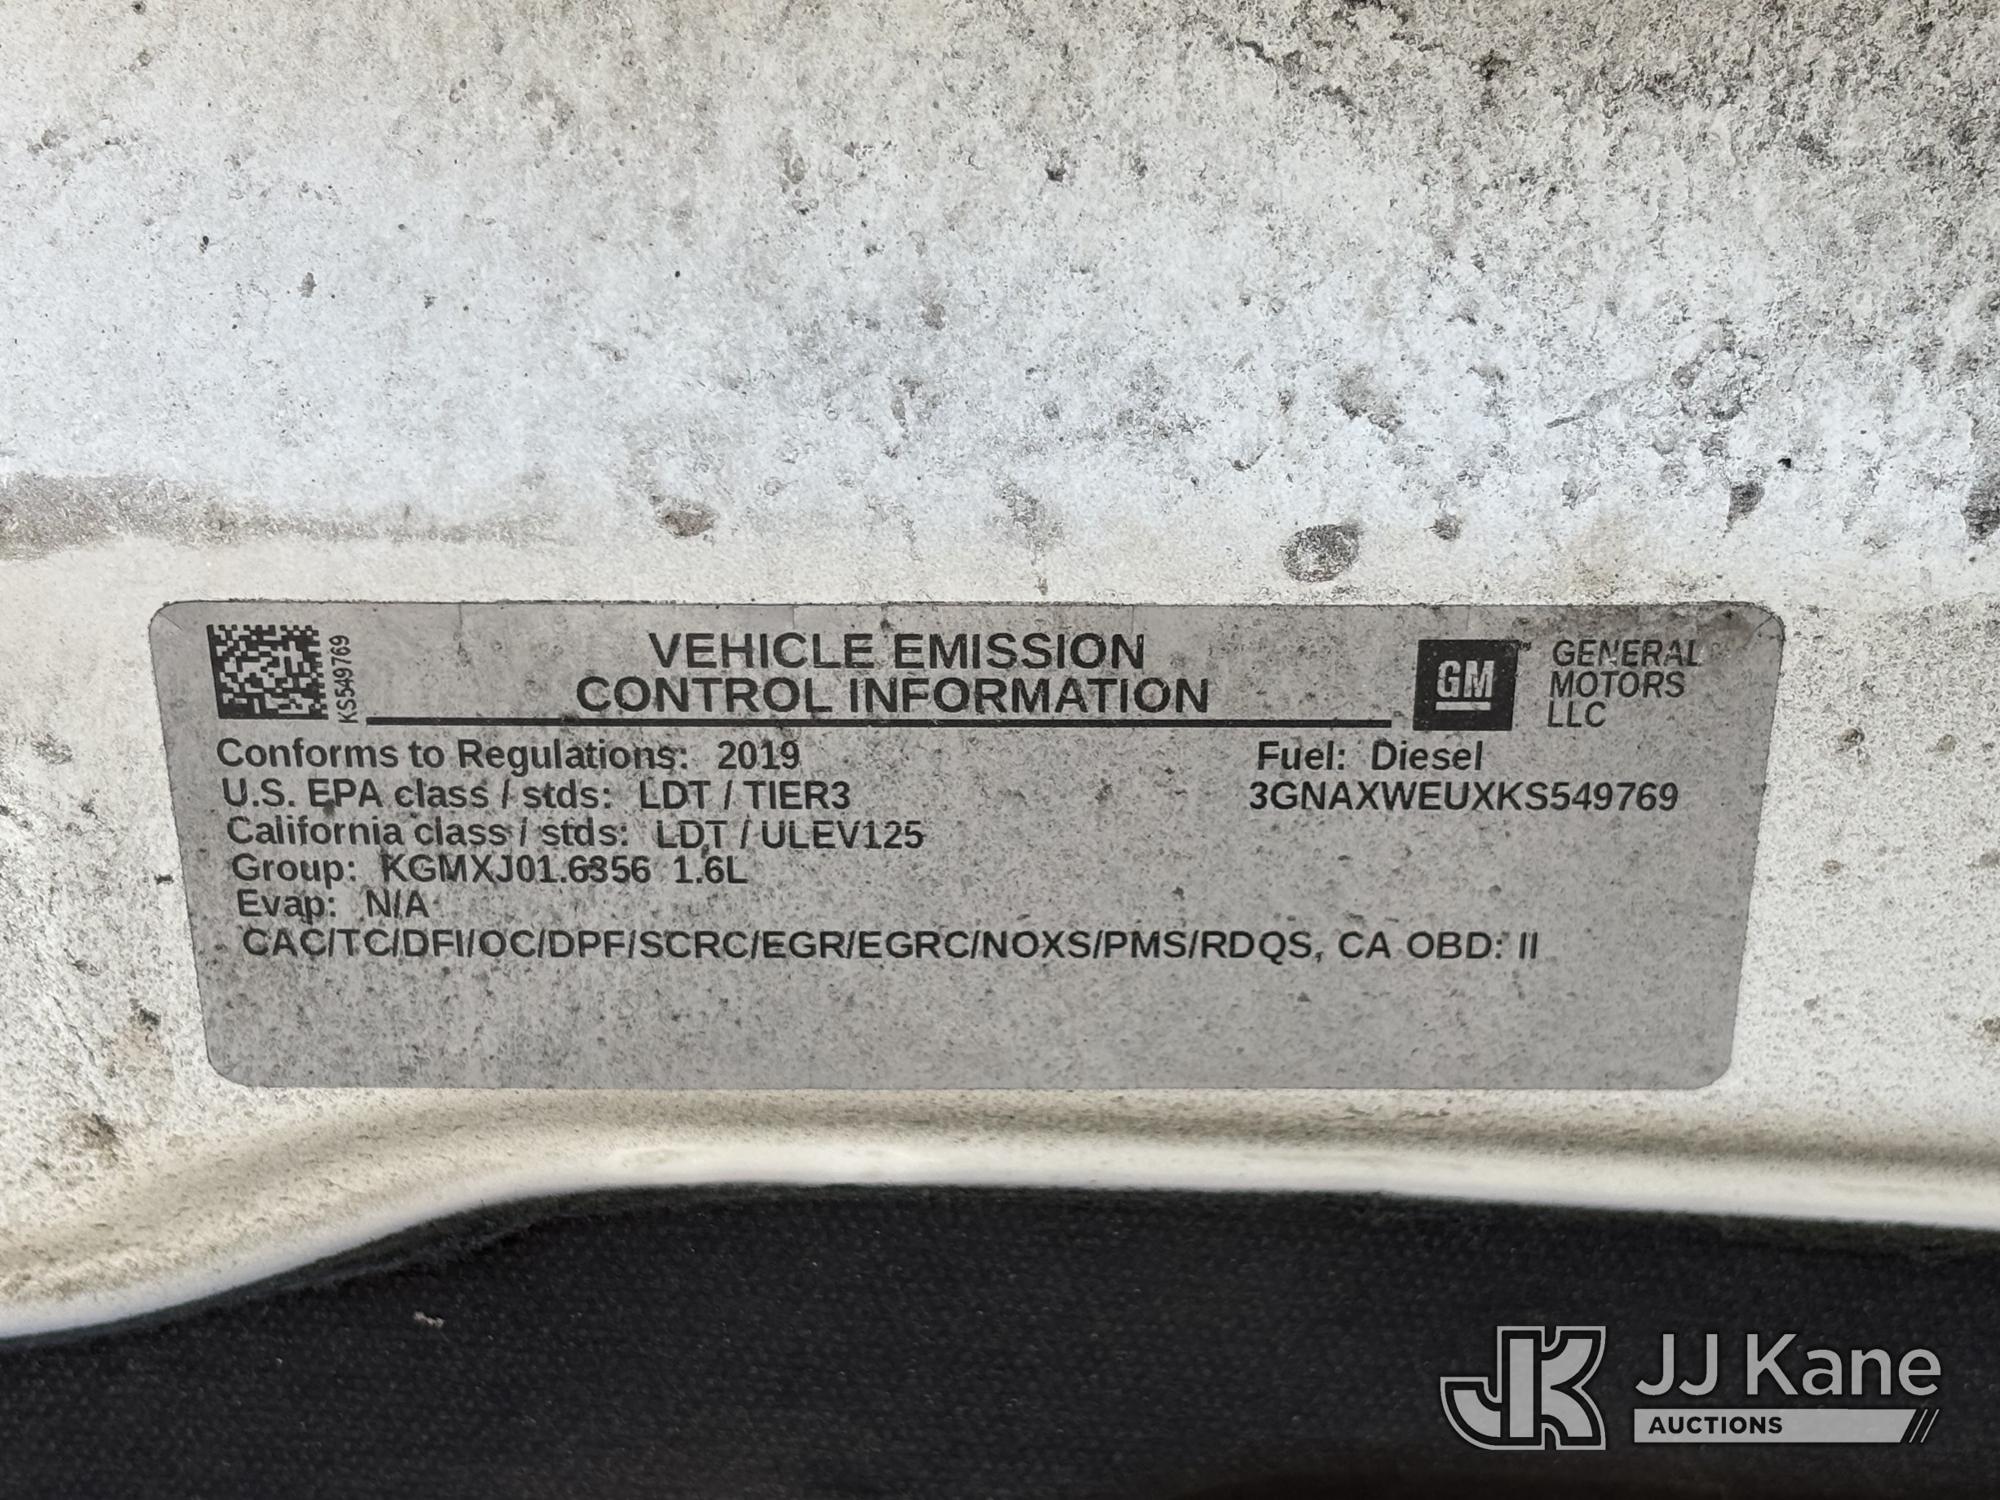 KS549769
VEHICLE EMISSION
CONTROL INFORMATION
GM
GENERAL
MOTORS
LLC
Conforms to Regulations: 2019
Fuel: Diesel
U.S. EPA class / stds: LDT / TIER3
3GNAXWEUXKS549769
California class / stds: LDT / ULEV125
Group: KGMXJ01.6356 1.6L
Evap: N/A
CAC/TC/DFI/OC/DPF/SCRC/EGR/EGRC/NOXS/PMS/RDQS, CA OBD: II
JK JJ Kane
AUCTIONS